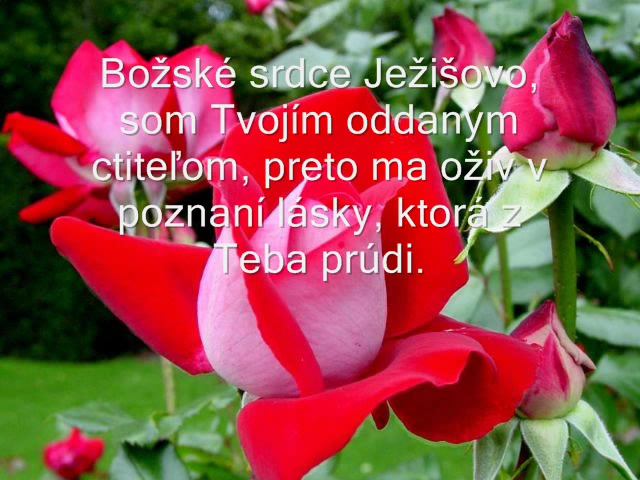 Božské srdce Ježišovo,
som Tvojím oddaným
ctiteľom, preto ma oživ v
poznaní lásky, ktorá z
Teba prúdi.